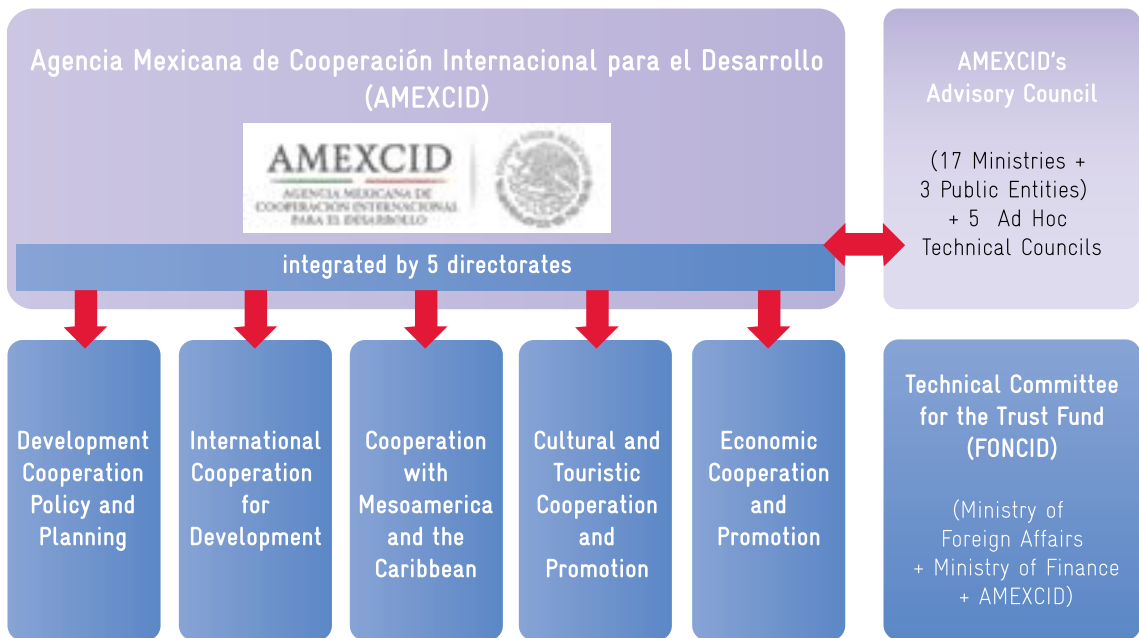 Agencia Mexicana de Cooperación Internacional para el Desarrollo
(AMEXCID)
AMEXCID
AGENCIA MEXICANA DE
COOPERACIÓN INTERNACIONAL
PARA EL DESARROLLO
integrated by 5 directorates
AMEXCID's
Advisory Council
(17 Ministries +
3 Public Entities)
+ 5 Ad Hoc
Technical Councils
Development
Cooperation
Policy and
Planning
International
Cooperation
for
Development
Cooperation
with
Mesoamerica
and the
Caribbean
Cultural and
Touristic
Cooperation
and
Promotion
Economic
Cooperation
and
Promotion
Technical Committee
for the Trust Fund
(FONCID)
(Ministry of
Foreign Affairs
+ Ministry of Finance
+ AMEXCID)